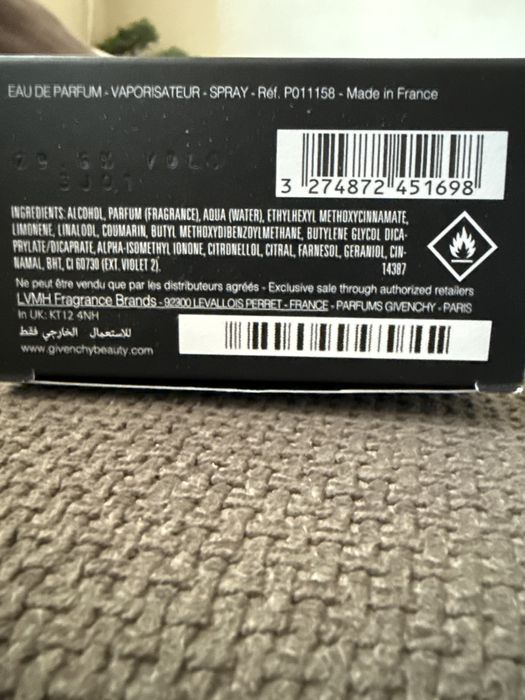 EAU DE PARFUM - VAPORISATEUR - SPRAY - Réf. P011158 - Made in France
3 274872 451698
INGREDIENTS: ALCOHOL, PARFUM (FRAGRANCE), AQUA (WATER), ETHYLHEXYL METHOXYCINNAMATE,
LIMONENE, LINALOOL, COUMARIN, BUTYL METHOXYDIBENZOYLMETHANE, BUTYLENE GLYCOL DICA-
PRYLATE/DICAPRATE, ALPHA-ISOMETHYL IONONE, CITRONELLOL, CITRAL, FARNESOL, GERANIOL, CIN-
NAMAL, BHT, CI 60730 (EXT. VIOLET 2).
14387
Ne peut être vendu que par les distributeurs agréés - Exclusive sale through authorized retailers
LVMH Fragrance Brands - 92300 LEVALLOIS PERRET - FRANCE - PARFUMS GIVENCHY - PARIS
In UK: KT12 4NH
للاستعمال الخارجي فقط
www.givenchybeauty.com